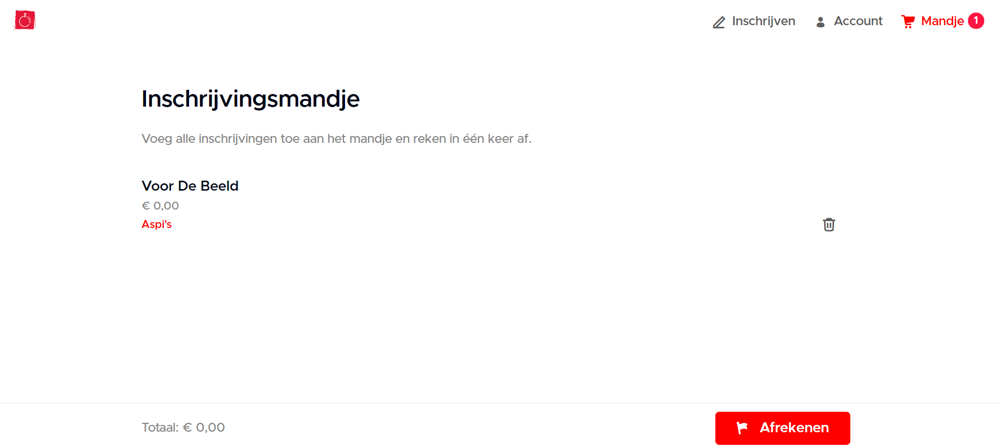 Inschrijven Account Mandje 1
Inschrijvingsmandje
Voeg alle inschrijvingen toe aan het mandje en reken in één keer af.
Voor De Beeld
€ 0,00
Aspi's
Totaal: € 0,00
Afrekenen